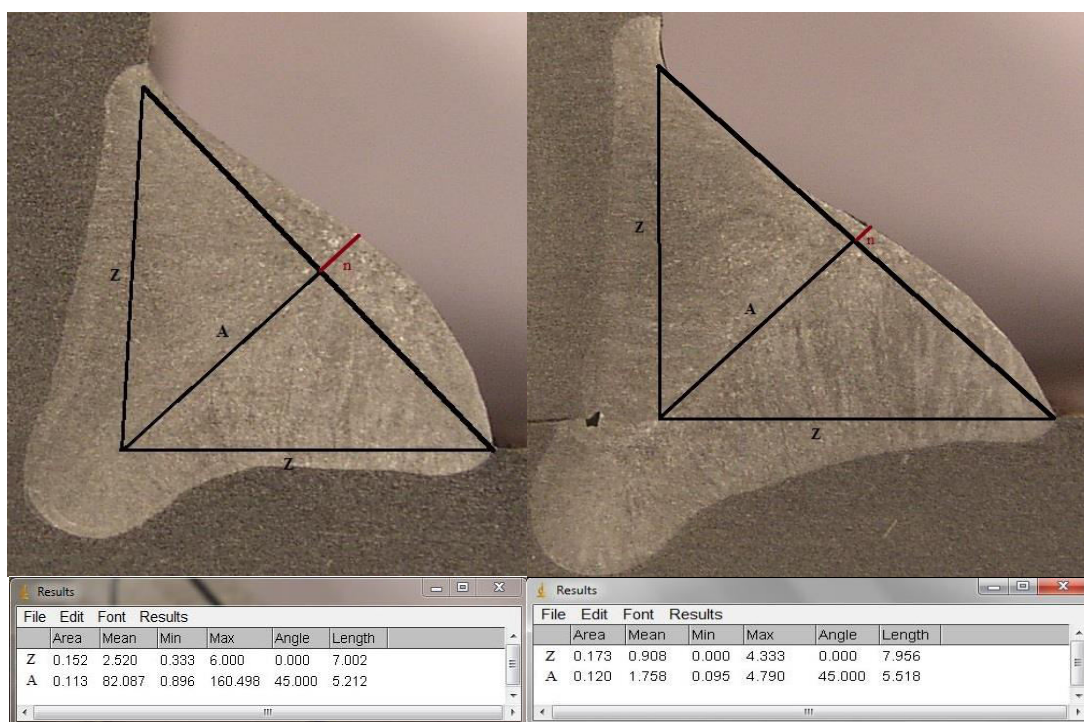 Z
A
n
Z
Z
A
n
Z
Results
File Edit Font Results
Area Mean Min Max Angle Length
Z 0.152 2.520 0.333 6.000 0.000 7.002
A 0.113 82.087 0.896 160.498 45.000 5.212
Results
File Edit Font Results
Area Mean Min Max Angle Length
Z 0.173 0.908 0.000 4.333 0.000 7.956
A 0.120 1.758 0.095 4.790 45.000 5.518